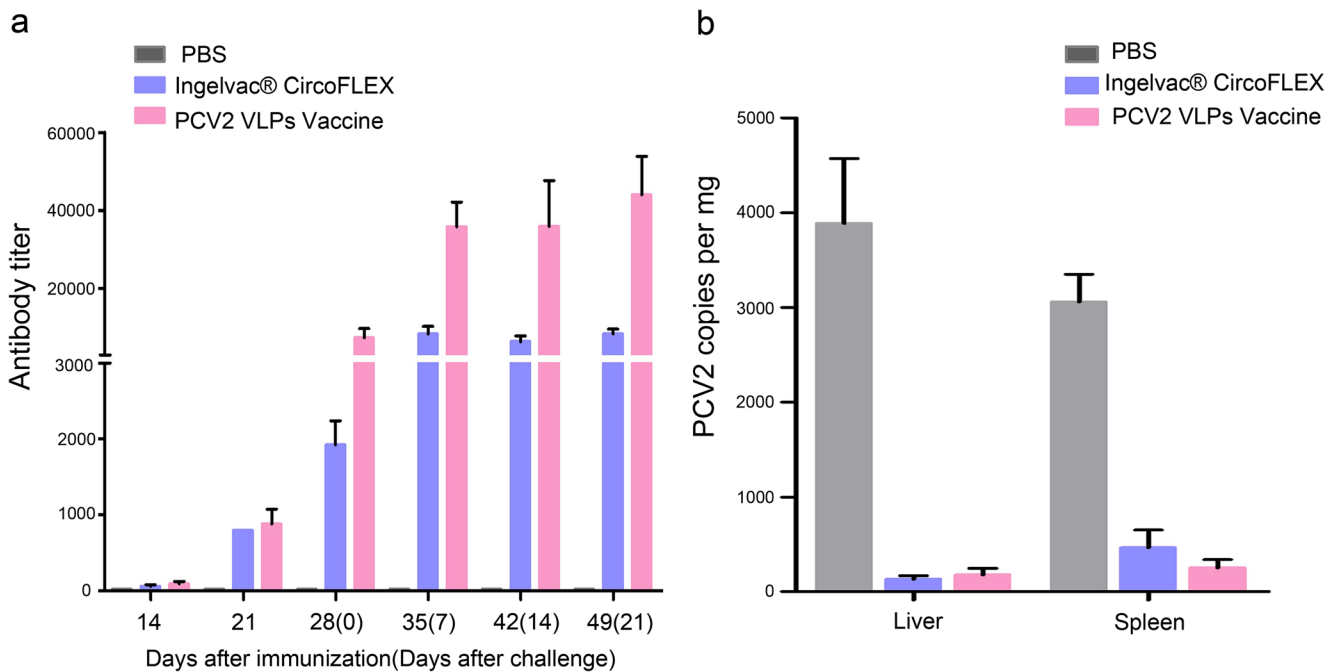 a
PBS
Ingelvac® CircoFLEX
PCV2 VLPs Vaccine
Antibody titer
60000
40000
20000
3000
2000
1000
0
14 21 28(0) 35(7) 42(14) 49(21)
Days after immunization(Days after challenge)
b
PBS
Ingelvac® CircoFLEX
PCV2 VLPs Vaccine
PCV2 copies per mg
5000
4000
3000
2000
1000
0
Liver Spleen